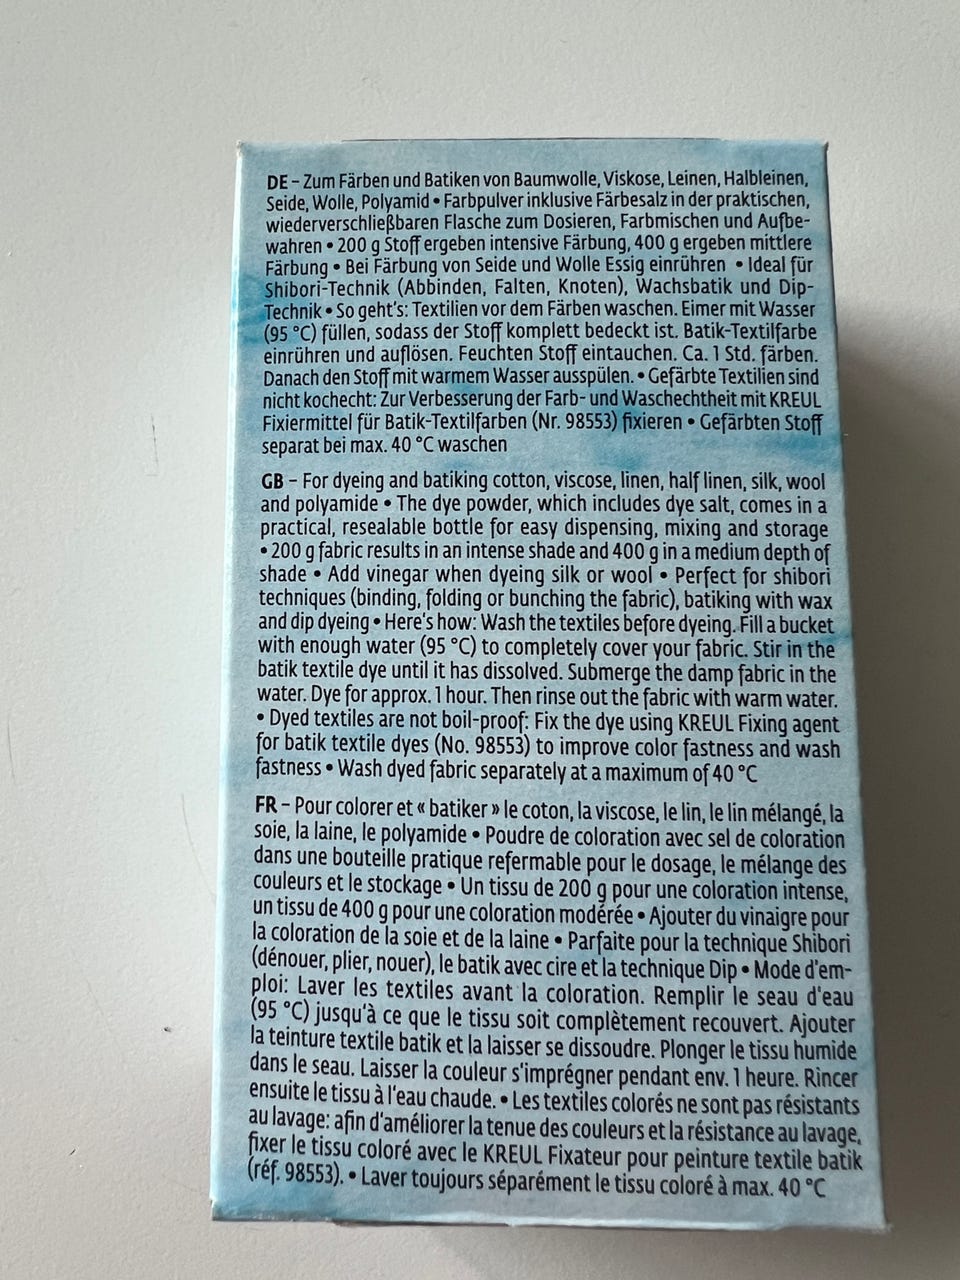 DE – Zum Färben und Batiken von Baumwolle, Viskose, Leinen, Halbleinen,
Seide, Wolle, Polyamid • Farbpulver inklusive Färbesalz in der praktischen,
wiederverschließbaren Flasche zum Dosieren, Farbmischen und Aufbe-
wahren • 200 g Stoff ergeben intensive Färbung, 400 g ergeben mittlere
Färbung • Bei Färbung von Seide und Wolle Essig einrühren • Ideal für
Shibori-Technik (Abbinden, Falten, Knoten), Wachsbatik und Dip-
Technik • So geht's: Textilien vor dem Färben waschen. Eimer mit Wasser
(95 °C) füllen, sodass der Stoff komplett bedeckt ist. Batik-Textilfarbe
einrühren und auflösen. Feuchten Stoff eintauchen. Ca. 1 Std. färben.
Danach den Stoff mit warmem Wasser ausspülen. • Gefärbte Textilien sind
nicht kochecht: Zur Verbesserung der Farb- und Waschechtheit mit KREUL
Fixiermittel für Batik-Textilfarben (Nr. 98553) fixieren • Gefärbten Stoff
separat bei max. 40 °C waschen
GB – For dyeing and batiking cotton, viscose, linen, half linen, silk, wool
and polyamide • The dye powder, which includes dye salt, comes in a
practical, resealable bottle for easy dispensing, mixing and storage
• 200 g fabric results in an intense shade and 400 g in a medium depth of
shade • Add vinegar when dyeing silk or wool • Perfect for shibori
techniques (binding, folding or bunching the fabric), batiking with wax
and dip dyeing • Here's how: Wash the textiles before dyeing. Fill a bucket
with enough water (95 °C) to completely cover your fabric. Stir in the
batik textile dye until it has dissolved. Submerge the damp fabric in the
water. Dye for approx. 1 hour. Then rinse out the fabric with warm water.
• Dyed textiles are not boil-proof: Fix the dye using KREUL Fixing agent
for batik textile dyes (No. 98553) to improve color fastness and wash
fastness • Wash dyed fabric separately at a maximum of 40 °C
FR – Pour colorer et « batiker » le coton, la viscose, le lin, le lin mélangé, la
soie, la laine, le polyamide • Poudre de coloration avec sel de coloration
dans une bouteille pratique refermable pour le dosage, le mélange des
couleurs et le stockage • Un tissu de 200 g pour une coloration intense,
un tissu de 400 g pour une coloration modérée • Ajouter du vinaigre pour
la coloration de la soie et de la laine • Parfaite pour la technique Shibori
(dénouer, plier, nouer), le batik avec cire et la technique Dip • Mode d'em-
ploi: Laver les textiles avant la coloration. Remplir le seau d'eau
(95 °C) jusqu'à ce que le tissu soit complètement recouvert. Ajouter
la teinture textile batik et la laisser se dissoudre. Plonger le tissu humide
dans le seau. Laisser la couleur s'imprégner pendant env. 1 heure. Rincer
ensuite le tissu à l'eau chaude. • Les textiles colorés ne sont pas résistants
au lavage: afin d'améliorer la tenue des couleurs et la résistance au lavage,
fixer le tissu coloré avec le KREUL Fixateur pour peinture textile batik
(réf. 98553). • Laver toujours séparément le tissu coloré à max. 40 °C